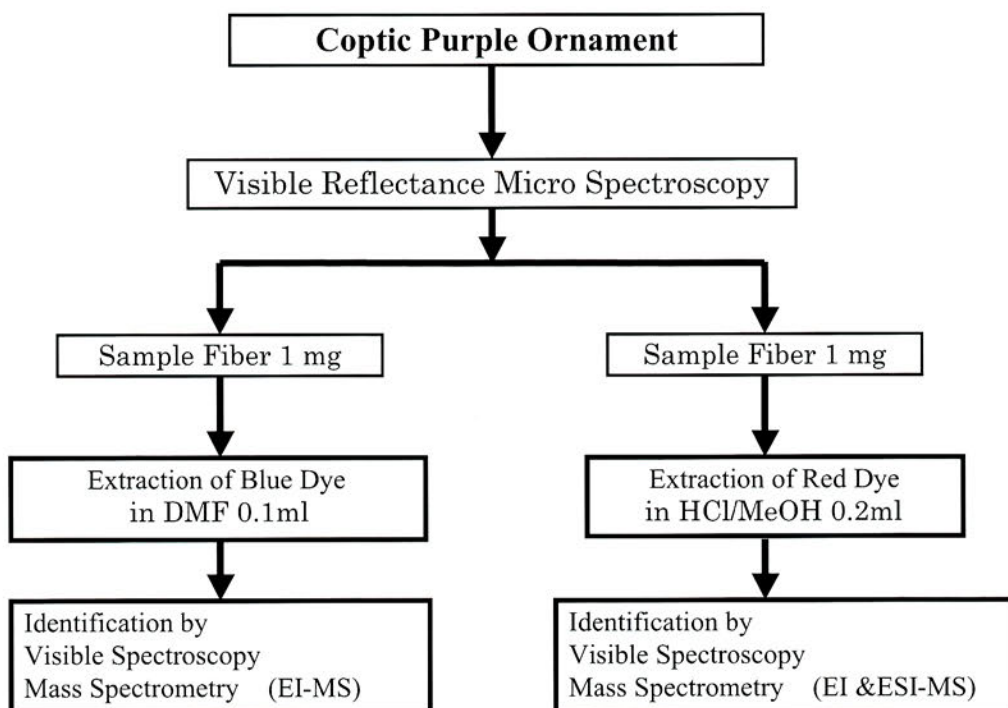 Coptic Purple Ornament
Visible Reflectance Micro Spectroscopy
Sample Fiber 1 mg
Sample Fiber 1 mg
Extraction of Blue Dye
in DMF 0.1ml
Extraction of Red Dye
in HCl/MeOH 0.2ml
Identification by
Visible Spectroscopy
Mass Spectrometry (EI-MS)
Identification by
Visible Spectroscopy
Mass Spectrometry (EI &ESI-MS)